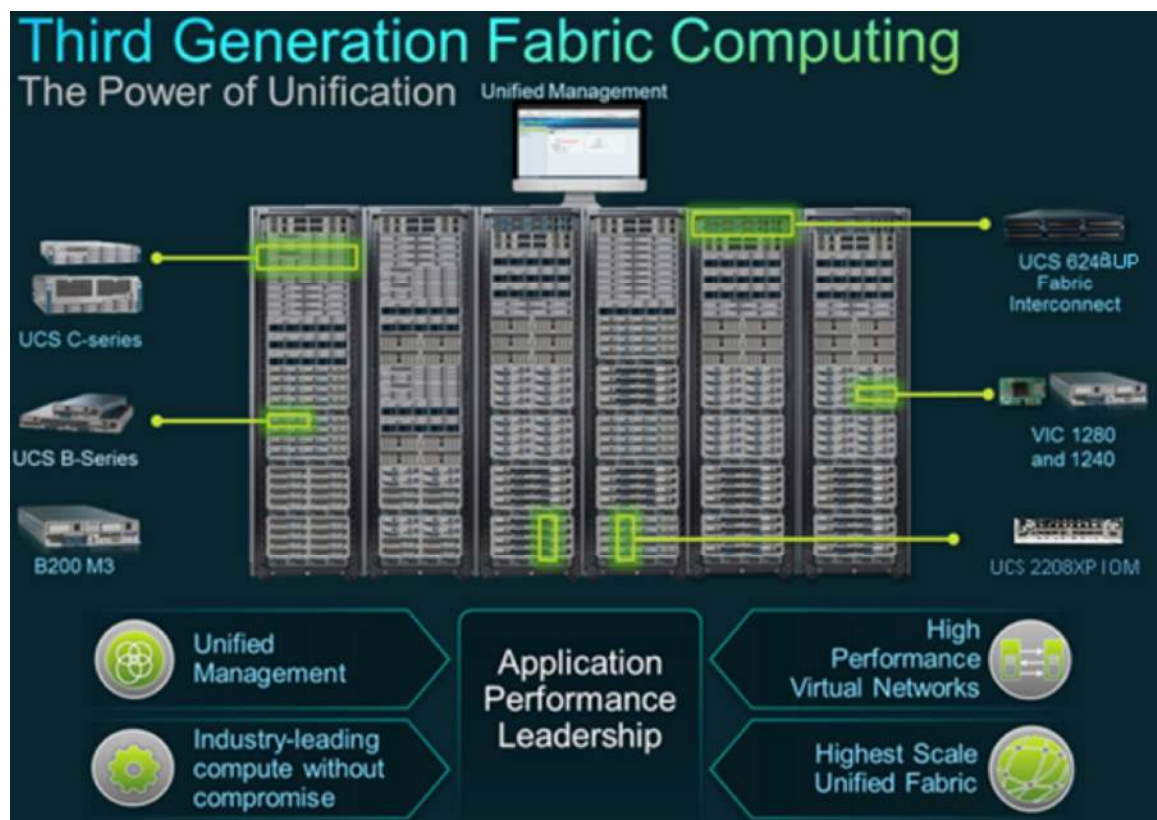 Third Generation Fabric Computing
The Power of Unification
Unified Management
UCS C-series
UCS B-Series
B200 M3
UCS 6248UP
Fabric
Interconnect
VIC 1280
and 1240
UCS 2208XP IOM
Unified
Management
Industry-leading
compute without
compromise
Application
Performance
Leadership
High
Performance
Virtual Networks
Highest Scale
Unified Fabric